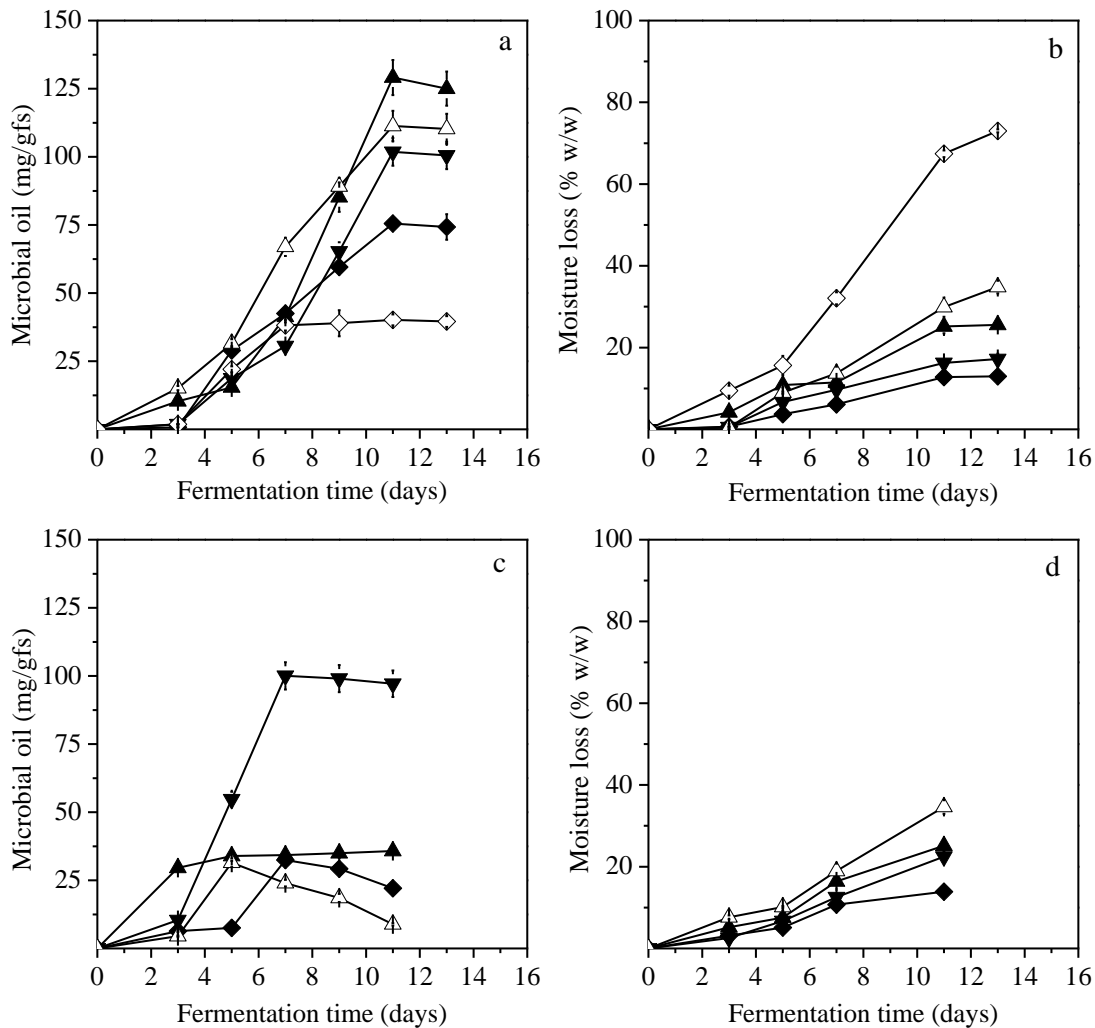 a
150
125
100
75
50
25
Microbial oil (mg/gfs)
0 2 4 6 8 10 12 14 16
Fermentation time (days)
b
100
80
60
40
20
Moisture loss (% w/w)
0 2 4 6 8 10 12 14 16
Fermentation time (days)
c
150
125
100
75
50
25
Microbial oil (mg/gfs)
0 2 4 6 8 10 12 14 16
Fermentation time (days)
d
100
80
60
40
20
Moisture loss (% w/w)
0 2 4 6 8 10 12 14 16
Fermentation time (days)